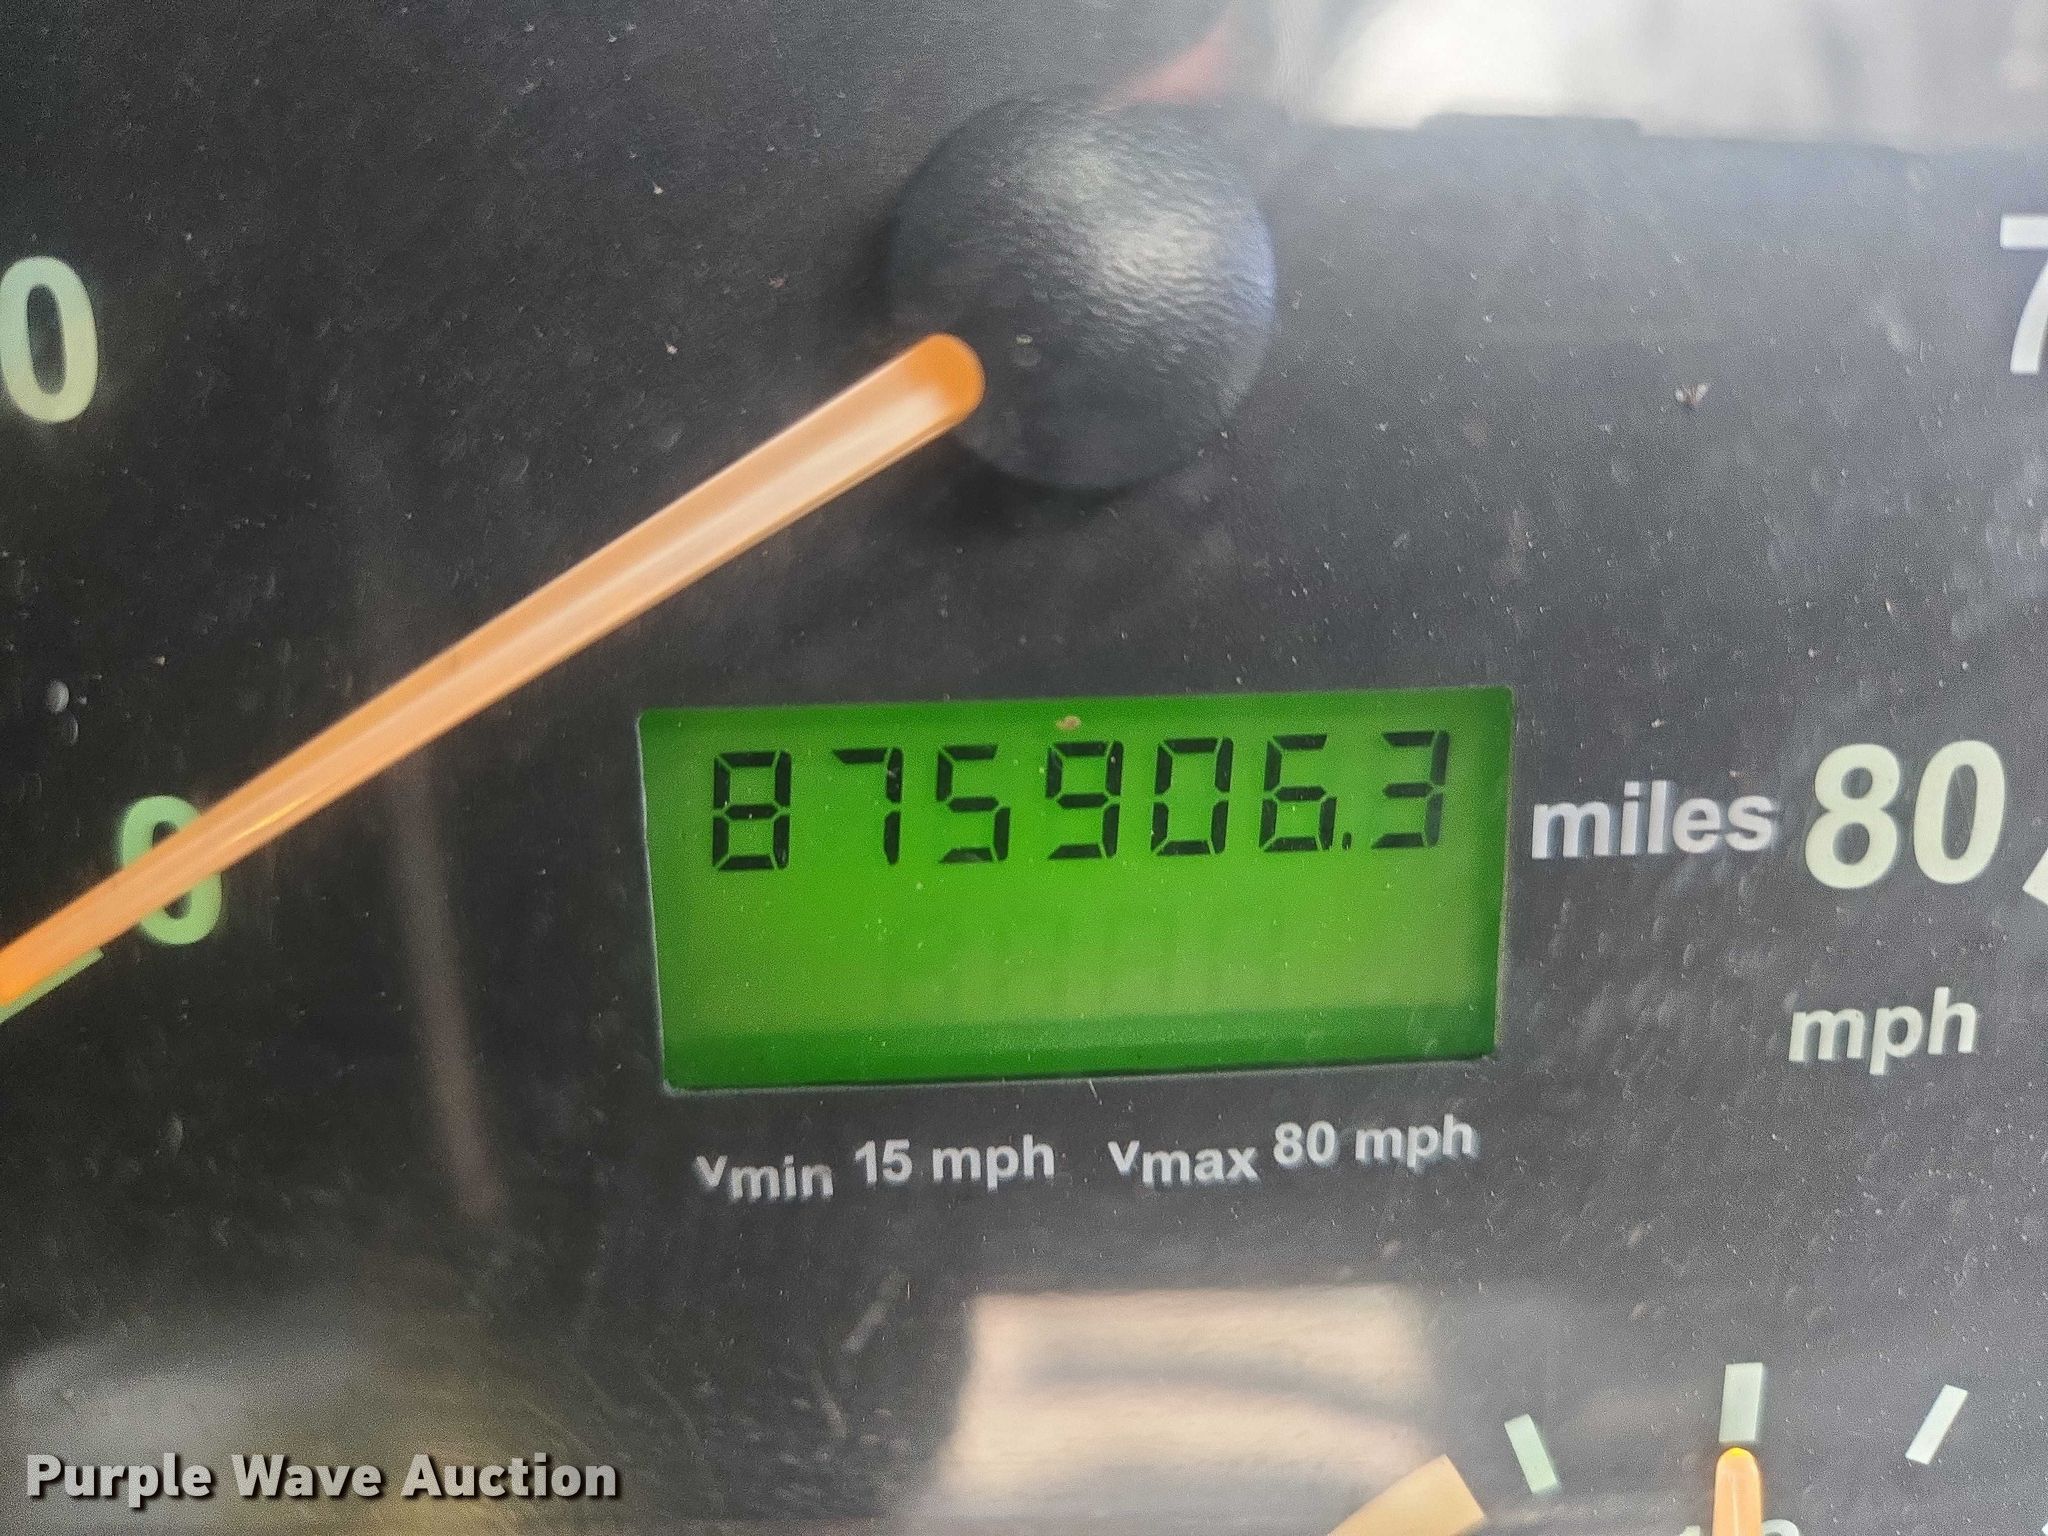 0
7
0
875906.3 miles 80
mph
vmin 15 mph vmax 80 mph
Purple Wave Auction